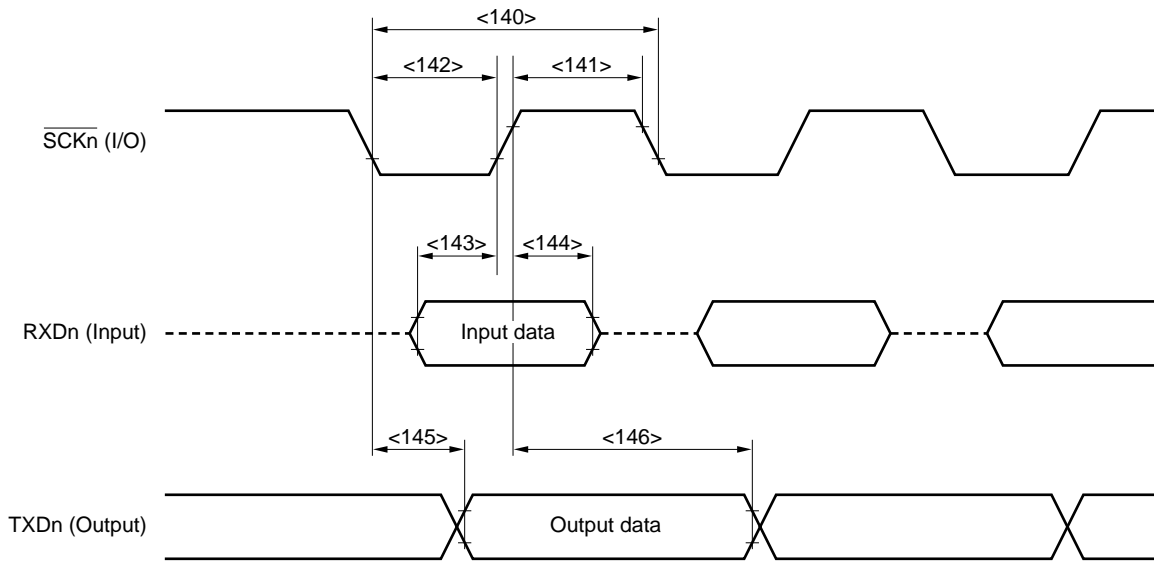 <140>
<142>
<141>
SCKn (I/O)
<143>
<144>
RXDn (Input)
Input data
<145>
<146>
TXDn (Output)
Output data